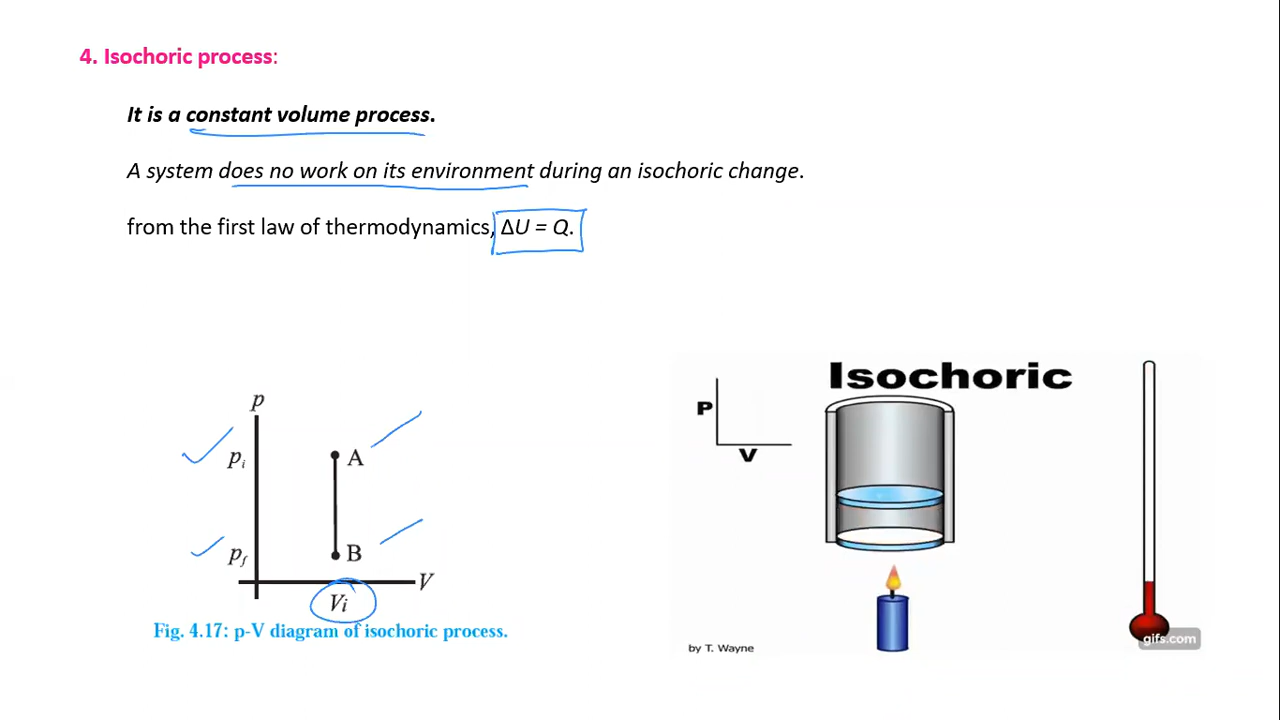 4. Isochoric process:
It is a constant volume process.
A system does no work on its environment during an isochoric change.
from the first law of thermodynamics, ΔU = Q.
p
pi
A
pf
B
V
Vi
Fig. 4.17: p-V diagram of isochoric process.
Isochoric
P
V
by T. Wayne
gifs.com